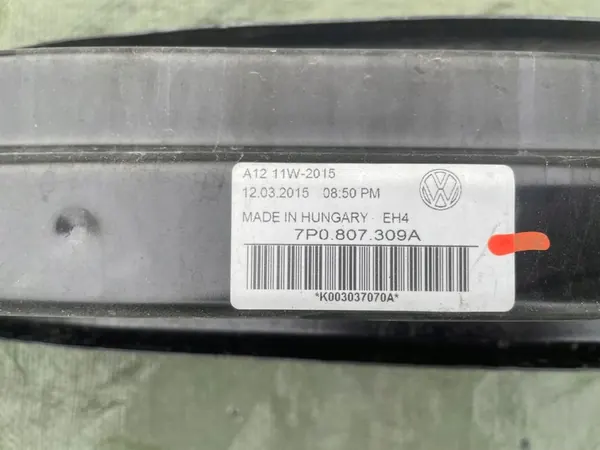 A12 11W-2015
12.03.2015 08:50 PM
MADE IN HUNGARY EH4
7P0.807.309A
*K003037070A*